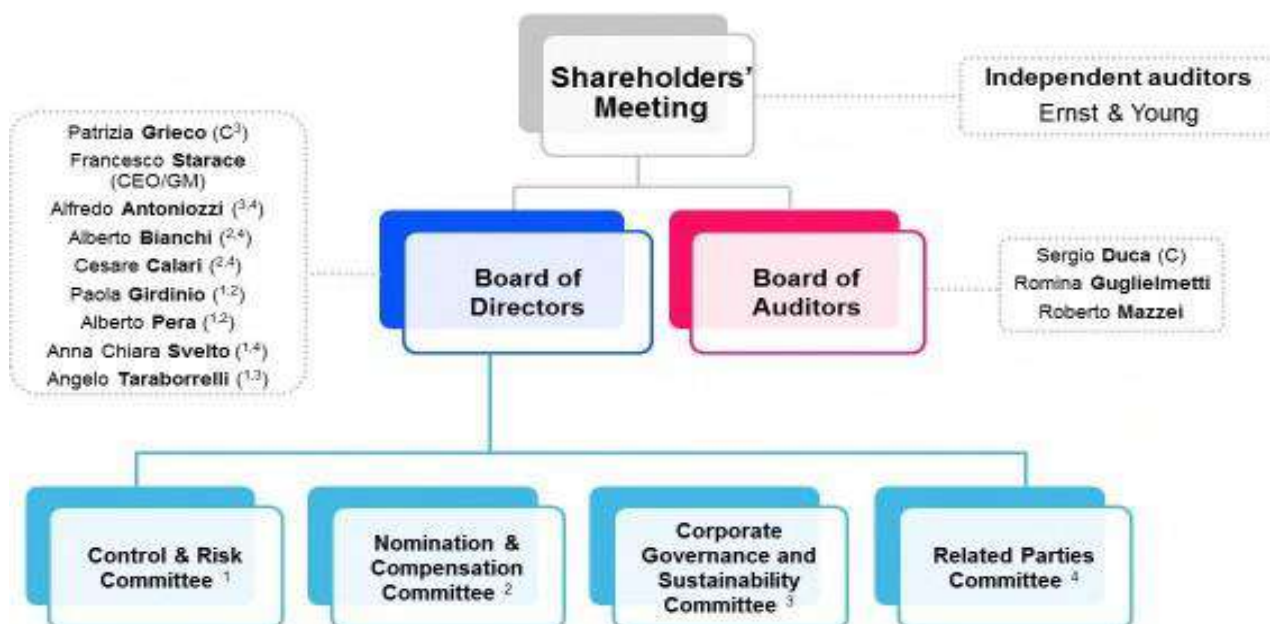 Shareholders'
Meeting
Independent auditors
Ernst & Young
Patrizia Grieco (C³)
Francesco Starace
(CEO/GM)
Alfredo Antoniozzi (³,⁴)
Alberto Bianchi (²,⁴)
Cesare Calari (²,⁴)
Paola Girdinio (¹,²)
Alberto Pera (¹,²)
Anna Chiara Svelto (¹,⁴)
Angelo Taraborrelli (¹,³)
Board of
Directors
Board of
Auditors
Sergio Duca (C)
Romina Guglielmetti
Roberto Mazzei
Control & Risk
Committee ¹
Nomination &
Compensation
Committee ²
Corporate
Governance and
Sustainability
Committee ³
Related Parties
Committee ⁴